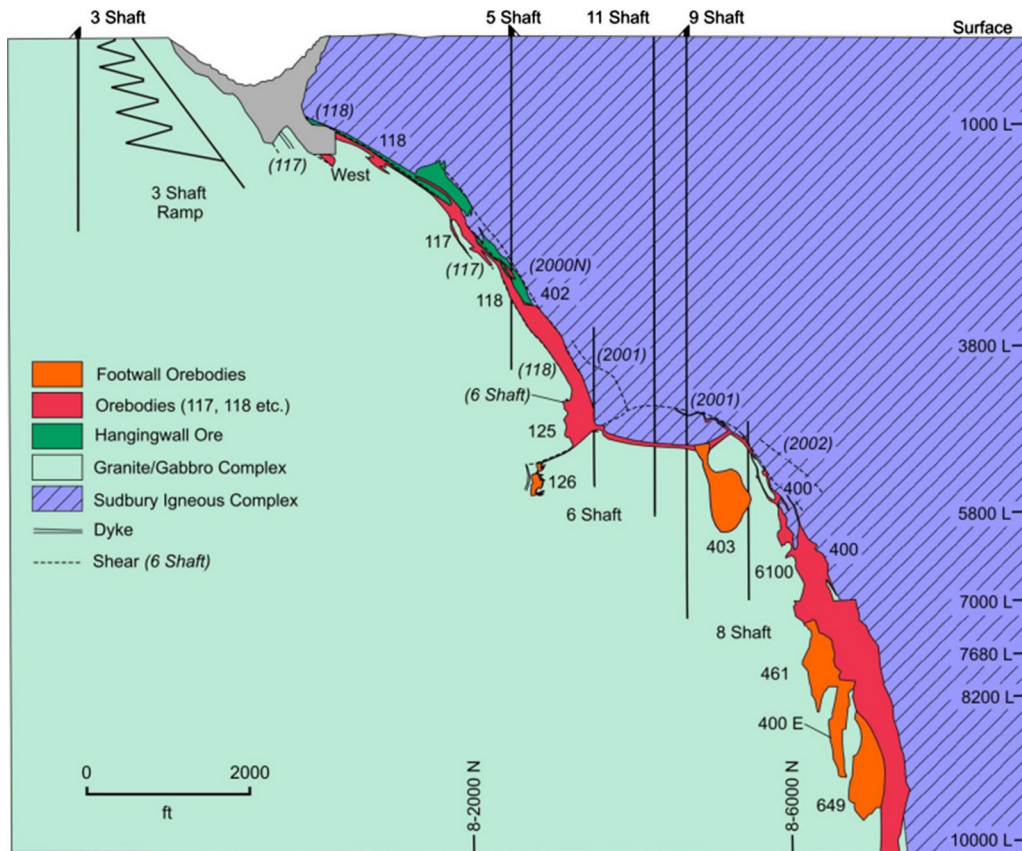 3 Shaft
5 Shaft
11 Shaft
9 Shaft
Surface
(118)
1000 L
118
(117)
West
3 Shaft
Ramp
117
(117)
(2000N)
402
118
3800 L
(2001)
(118)
Footwall Orebodies
(6 Shaft)
(2001)
Orebodies (117, 118 etc.)
125
Hangingwall Ore
(2002)
Granite/Gabbro Complex
126
400
Sudbury Igneous Complex
6 Shaft
5800 L
Dyke
403
400
Shear (6 Shaft)
6100
7000 L
8 Shaft
7680 L
461
8200 L
400 E
0 2000
ft
8-2000 N
8-6000 N
649
10000 L